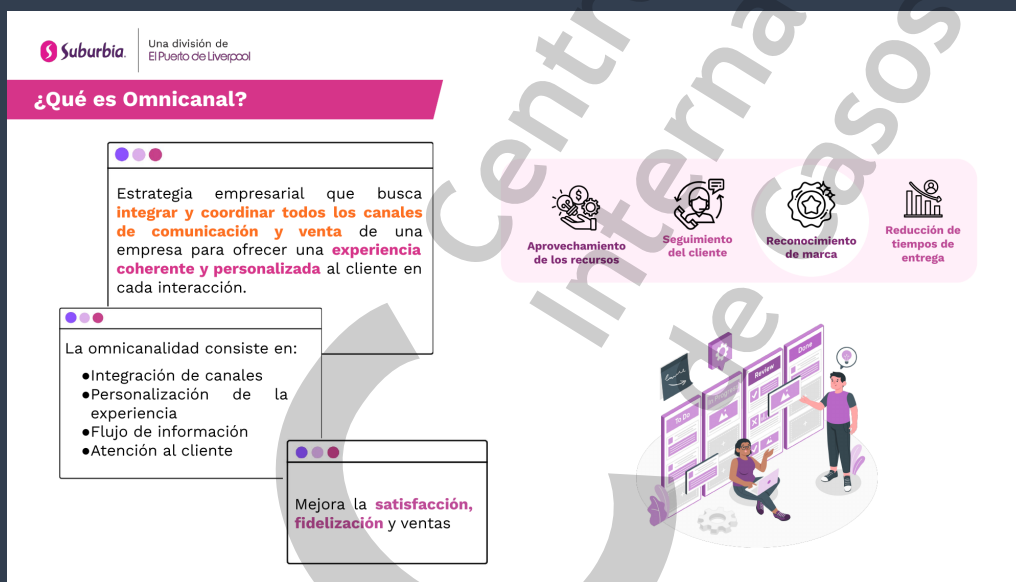 Suburbia.
Una división de
El Puerto de Liverpool
¿Qué es Omnicanal?
Estrategia empresarial que busca
integrar y coordinar todos los canales
de comunicación y venta de una
empresa para ofrecer una experiencia
coherente y personalizada al cliente en
cada interacción.
La omnicanalidad consiste en:
●Integración de canales
●Personalización de la
experiencia
●Flujo de información
●Atención al cliente
Mejora la satisfacción,
fidelización y ventas
Aprovechamiento
de los recursos
Seguimiento
del cliente
Reconocimiento
de marca
Reducción de
tiempos de
entrega
To Do
Review
Done
Centro
Internacional
de Casos